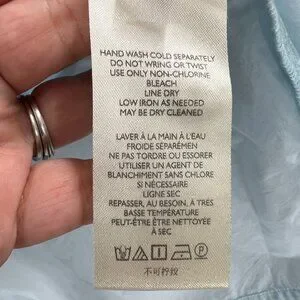 HAND WASH COLD SEPARATELY
DO NOT WRING OR TWIST
USE ONLY NON-CHLORINE
BLEACH
LINE DRY
LOW IRON AS NEEDED
MAY BE DRY CLEANED
LAVER À LA MAIN À L'EAU
FROIDE SÉPARÉMEN
NE PAS TORDRE OU ESSORER
UTILISER UN AGENT DE
BLANCHIMENT SANS CHLORE
SI NÉCESSAIRE
LIGNE SEC
REPASSER, AU BESOIN, À TRÈS
BASSE TEMPÉRATURE
PEUT-ÊTRE ÊTRE NETTOYÉE
À SEC
P
不可拧绞